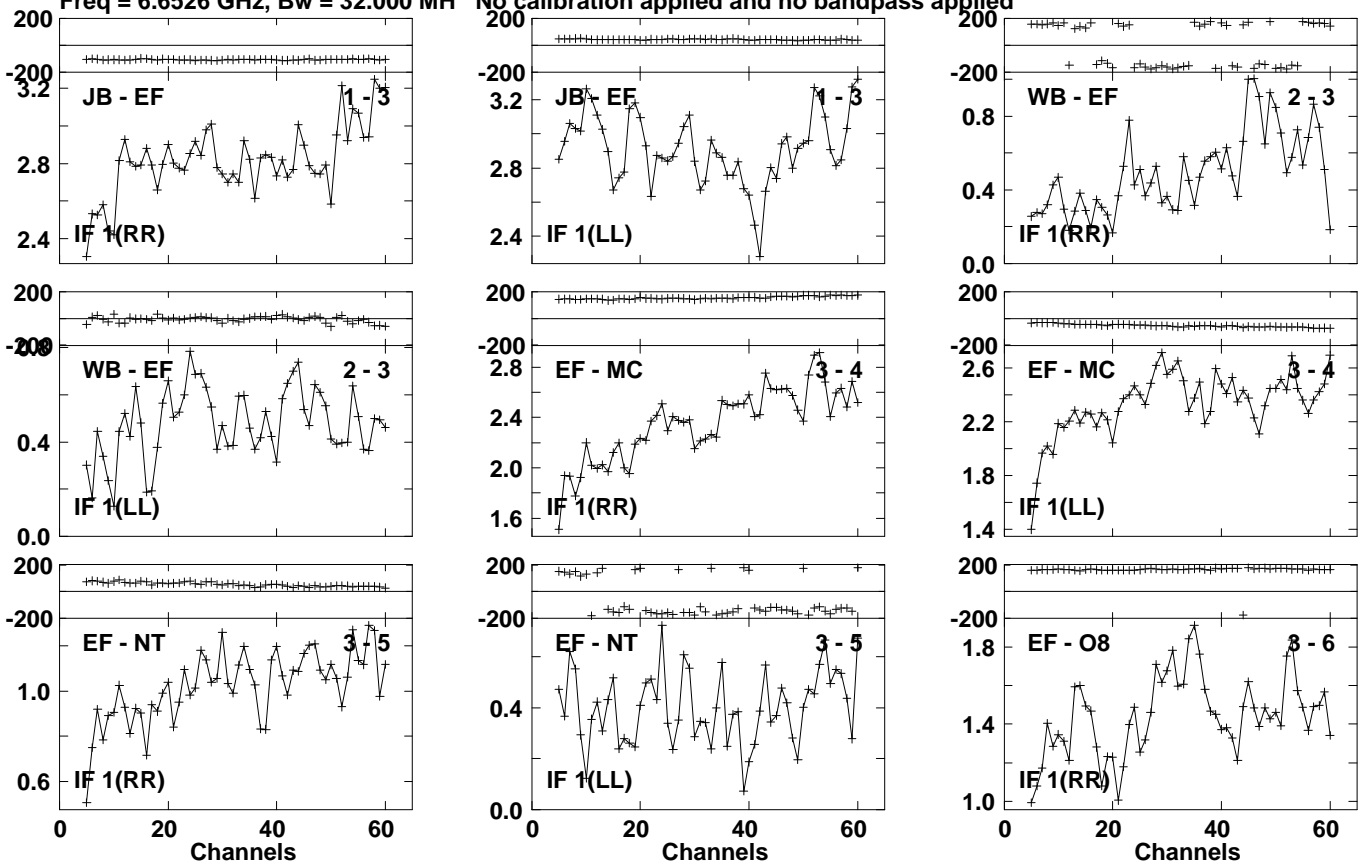 Freq = 6.6526 GHz, Bw = 32.000 MH No calibration applied and no bandpass applied
200
-200
3.2
2.8
2.4
JB - EF
1 - 3
IF 1(RR)
200
-200
3.2
2.8
2.4
JB - EF
1 - 3
IF 1(LL)
200
-200
0.8
0.4
0.0
WB - EF
2 - 3
IF 1(RR)
200
-200
0.8
0.4
0.0
WB - EF
2 - 3
IF 1(LL)
200
-200
2.8
2.4
2.0
1.6
EF - MC
3 - 4
IF 1(RR)
200
-200
2.6
2.2
1.8
1.4
EF - MC
3 - 4
IF 1(LL)
200
-200
1.0
0.6
EF - NT
3 - 5
IF 1(RR)
0 20 40 60
Channels
200
-200
0.4
0.0
EF - NT
3 - 5
IF 1(LL)
0 20 40 60
Channels
200
-200
1.8
1.4
1.0
EF - O8
3 - 6
IF 1(RR)
0 20 40 60
Channels